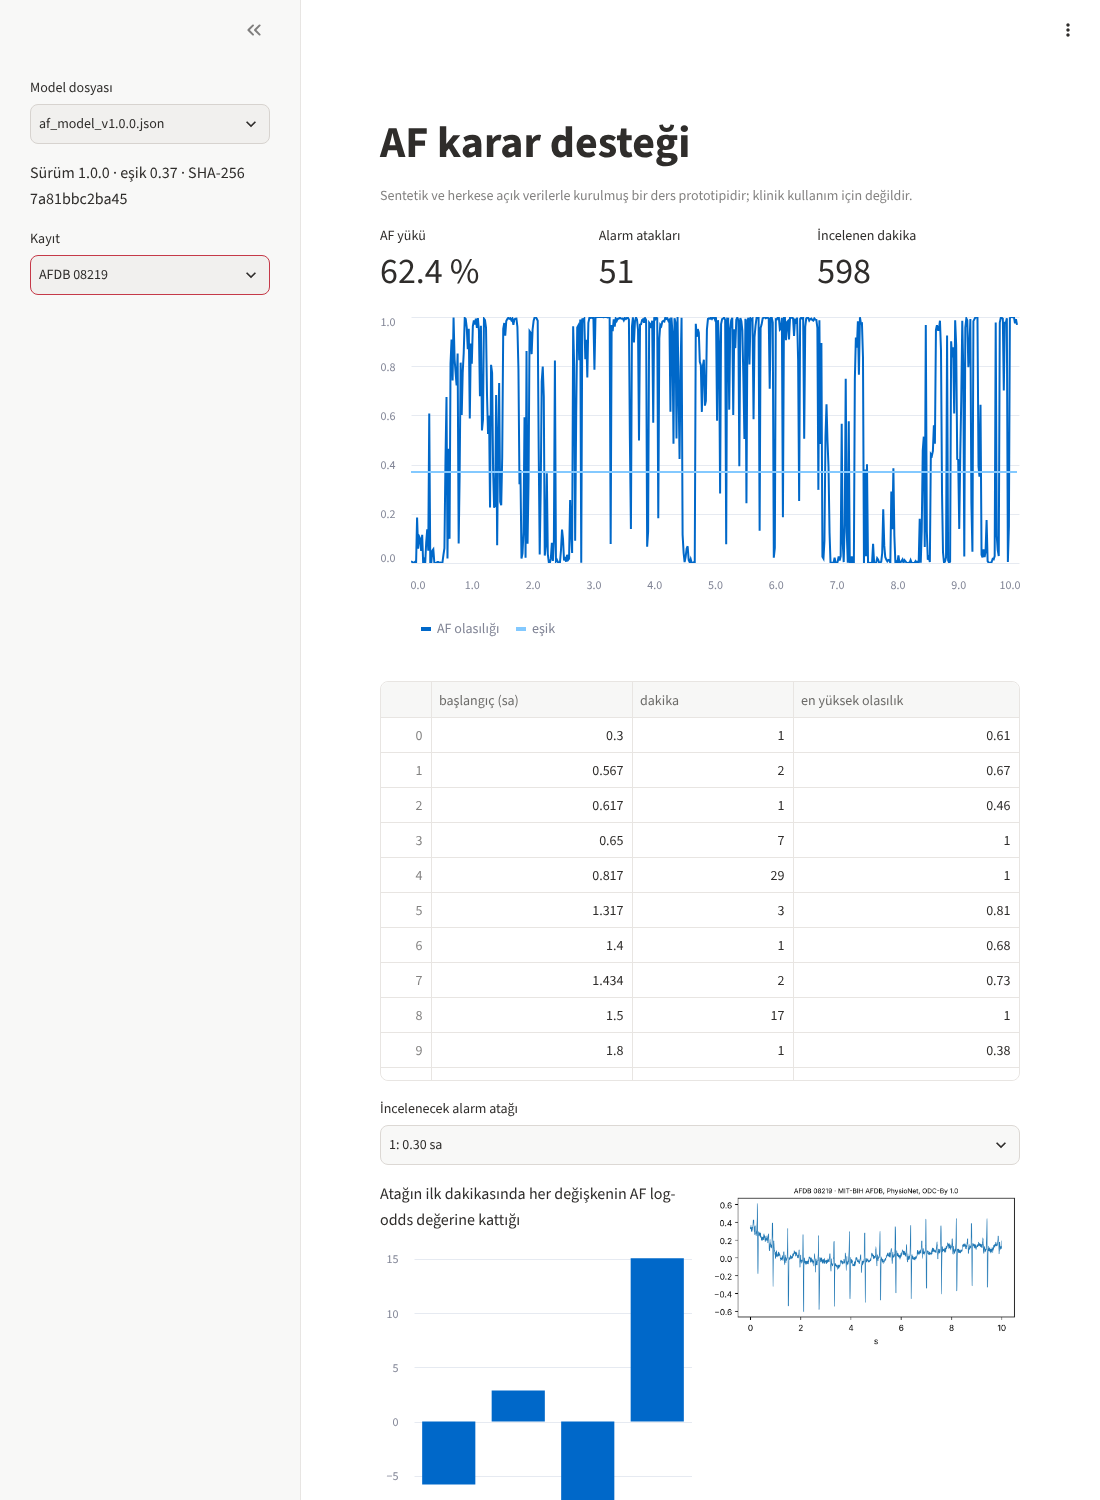 Model dosyası
af_model_v1.0.0.json
Sürüm 1.0.0 · eşik 0.37 · SHA-256
7a81bbc2ba45
Kayıt
AFDB 08219
AF karar desteği
Sentetik ve herkese açık verilerle kurulmuş bir ders prototipidir; klinik kullanım için değildir.
AF yükü
62.4 %
Alarm atakları
51
İncelenen dakika
598
1.0
0.8
0.6
0.4
0.2
0.0
0.0 1.0 2.0 3.0 4.0 5.0 6.0 7.0 8.0 9.0 10.0
AF olasılığı eşik
başlangıç (sa) dakika en yüksek olasılık
0 0.3 1 0.61
1 0.567 2 0.67
2 0.617 1 0.46
3 0.65 7 1
4 0.817 29 1
5 1.317 3 0.81
6 1.4 1 0.68
7 1.434 2 0.73
8 1.5 17 1
9 1.8 1 0.38
İncelenecek alarm atağı
1: 0.30 sa
Atağın ilk dakikasında her değişkenin AF log-
odds değerine kattığı
15
10
5
0
−5
AFDB 08219 · MIT-BIH AFDB, PhysioNet, ODC-By 1.0
0.6
0.4
0.2
0.0
−0.2
−0.4
−0.6
0 2 4 6 8 10
s